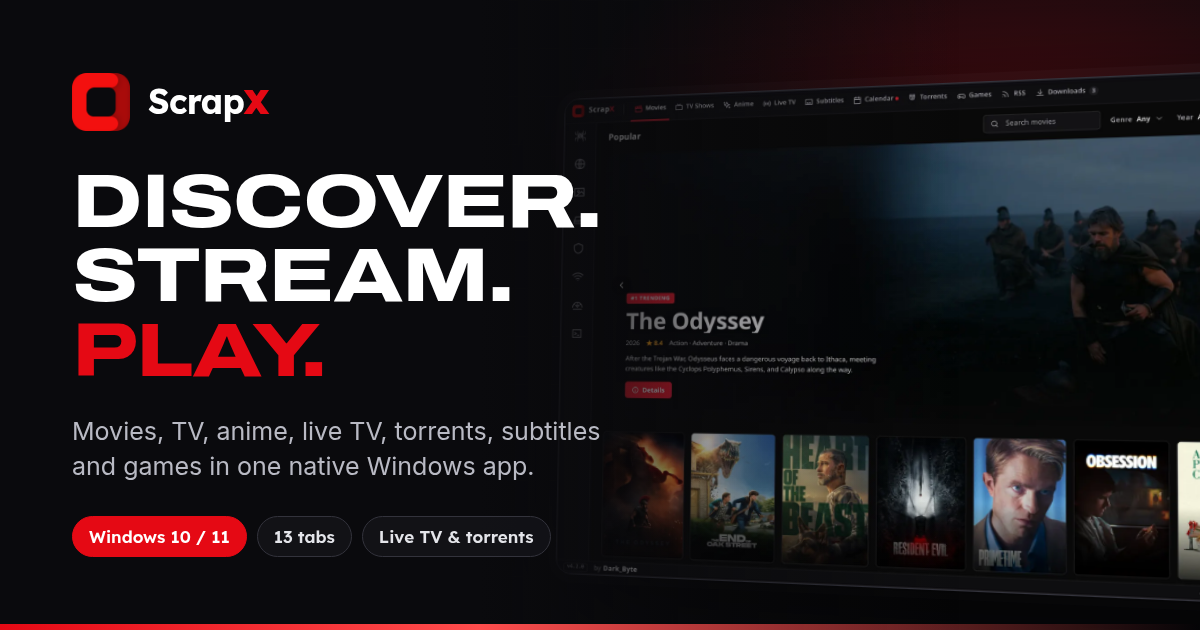 ScrapX
DISCOVER.
STREAM.
PLAY.
Movies, TV, anime, live TV, torrents, subtitles
and games in one native Windows app.
Windows 10 / 11
13 tabs
Live TV & torrents
ScrapX
Movies
TV Shows
Anime
Live TV
Subtitles
Calendar
Torrents
Games
RSS
Downloads
Popular
Search movies
Genre Any
Year
#1 TRENDING
The Odyssey
2026 ★ 8.4 Action · Adventure · Drama
After the Trojan War, Odysseus faces a dangerous voyage back to Ithaca, meeting
creatures like the Cyclops Polyphemus, Sirens, and Calypso along the way.
Details
THE END
OAK STREET
HEART
OF THE
BEAST
RESIDENT EVIL
PRIMETIME
OBSESSION
by Dark_Byte